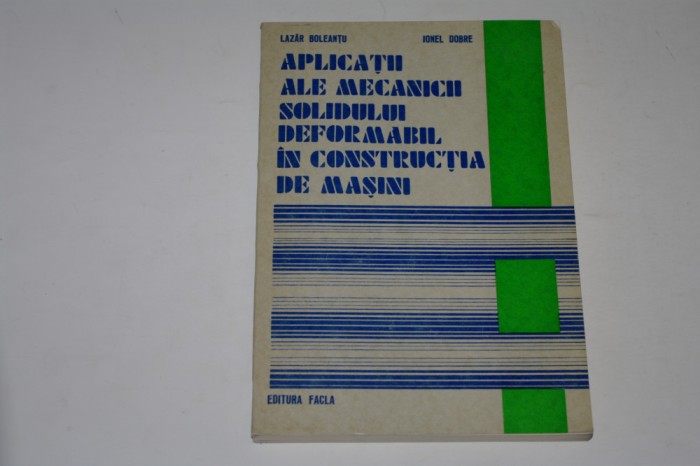 LAZĂR BOLEANȚU IONEL DOBRE
APLICAȚII
ALE MECANICII
SOLIDULUI
DEFORMABIL
ÎN CONSTRUCȚIA
DE MAȘINI
EDITURA FACLA